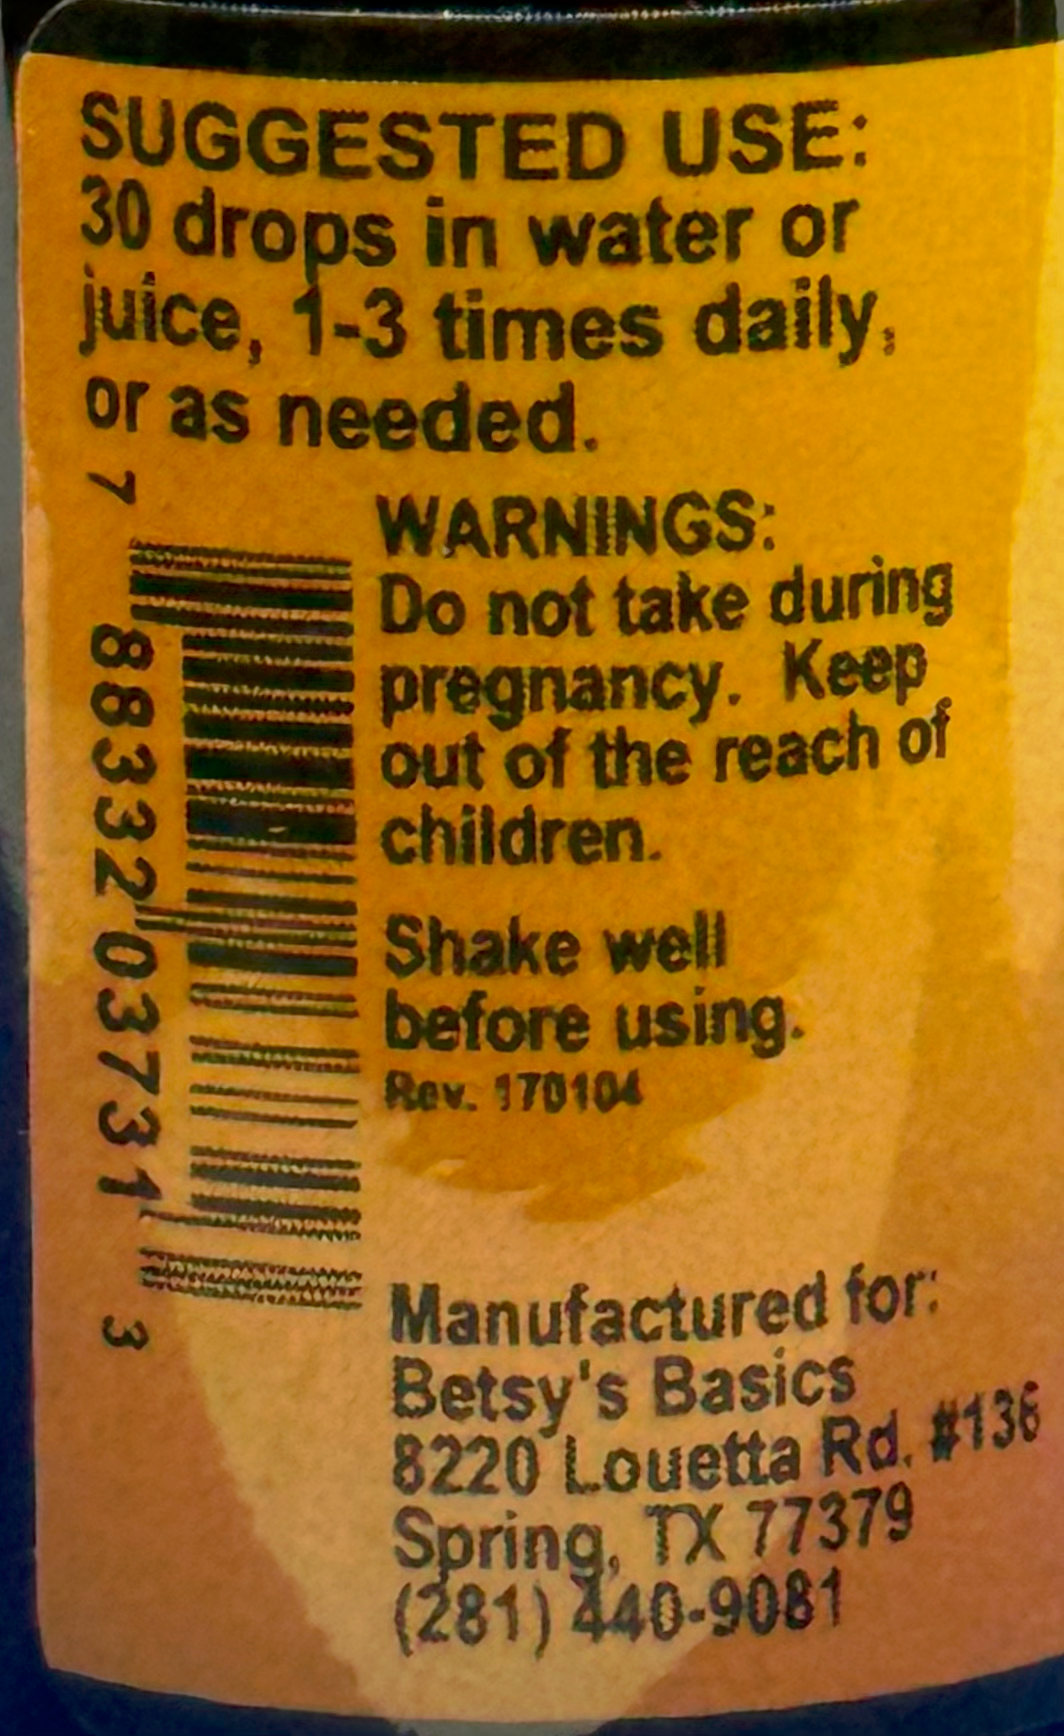 SUGGESTED USE:
30 drops in water or
juice, 1-3 times daily,
or as needed.
7 88332 03731 3
WARNINGS:
Do not take during
pregnancy. Keep
out of the reach of
children.
Shake well
before using.
Rev. 170104
Manufactured for:
Betsy's Basics
8220 Louetta Rd. #136
Spring, TX 77379
(281) 440-9081